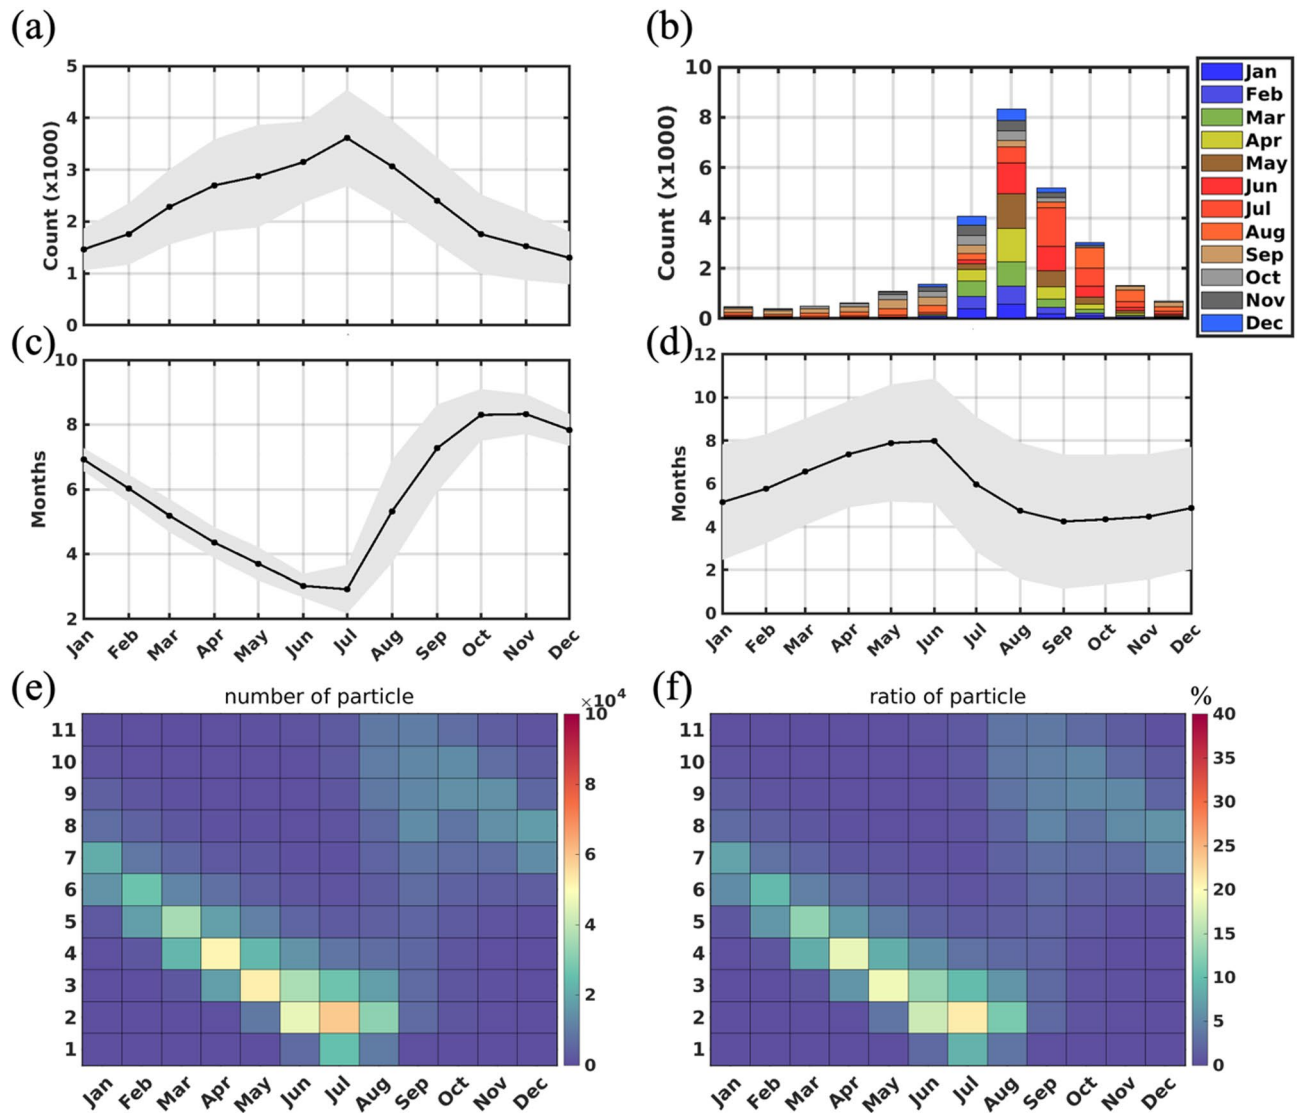 (a)
Count (x1000)
5
4
3
2
1
0
(b)
Count (x1000)
10
8
6
4
2
0
Jan
Feb
Mar
Apr
May
Jun
Jul
Aug
Sep
Oct
Nov
Dec
(c)
Months
10
8
6
4
2
Jan Feb Mar Apr May Jun Jul Aug Sep Oct Nov Dec
(d)
Months
12
10
8
6
4
2
0
Jan Feb Mar Apr May Jun Jul Aug Sep Oct Nov Dec
(e)
number of particle
11
10
9
8
7
6
5
4
3
2
1
Jan Feb Mar Apr May Jun Jul Aug Sep Oct Nov Dec
×10⁴
10
8
6
4
2
0
(f)
ratio of particle
11
10
9
8
7
6
5
4
3
2
1
Jan Feb Mar Apr May Jun Jul Aug Sep Oct Nov Dec
%
40
35
30
25
20
15
10
5
0